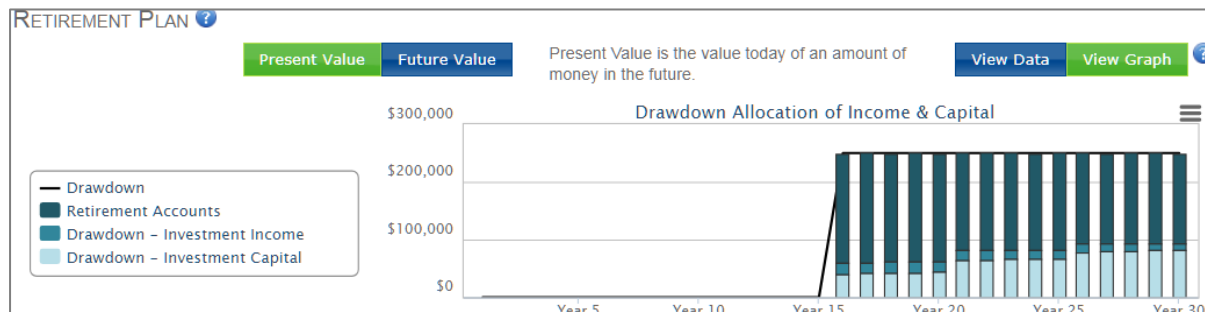 RETIREMENT PLAN ?
Present Value
Future Value
Present Value is the value today of an amount of
money in the future.
View Data
View Graph
?
Drawdown Allocation of Income & Capital
$300,000
$200,000
$100,000
$0
Drawdown
Retirement Accounts
Drawdown – Investment Income
Drawdown – Investment Capital
Year 5
Year 10
Year 15
Year 20
Year 25
Year 30